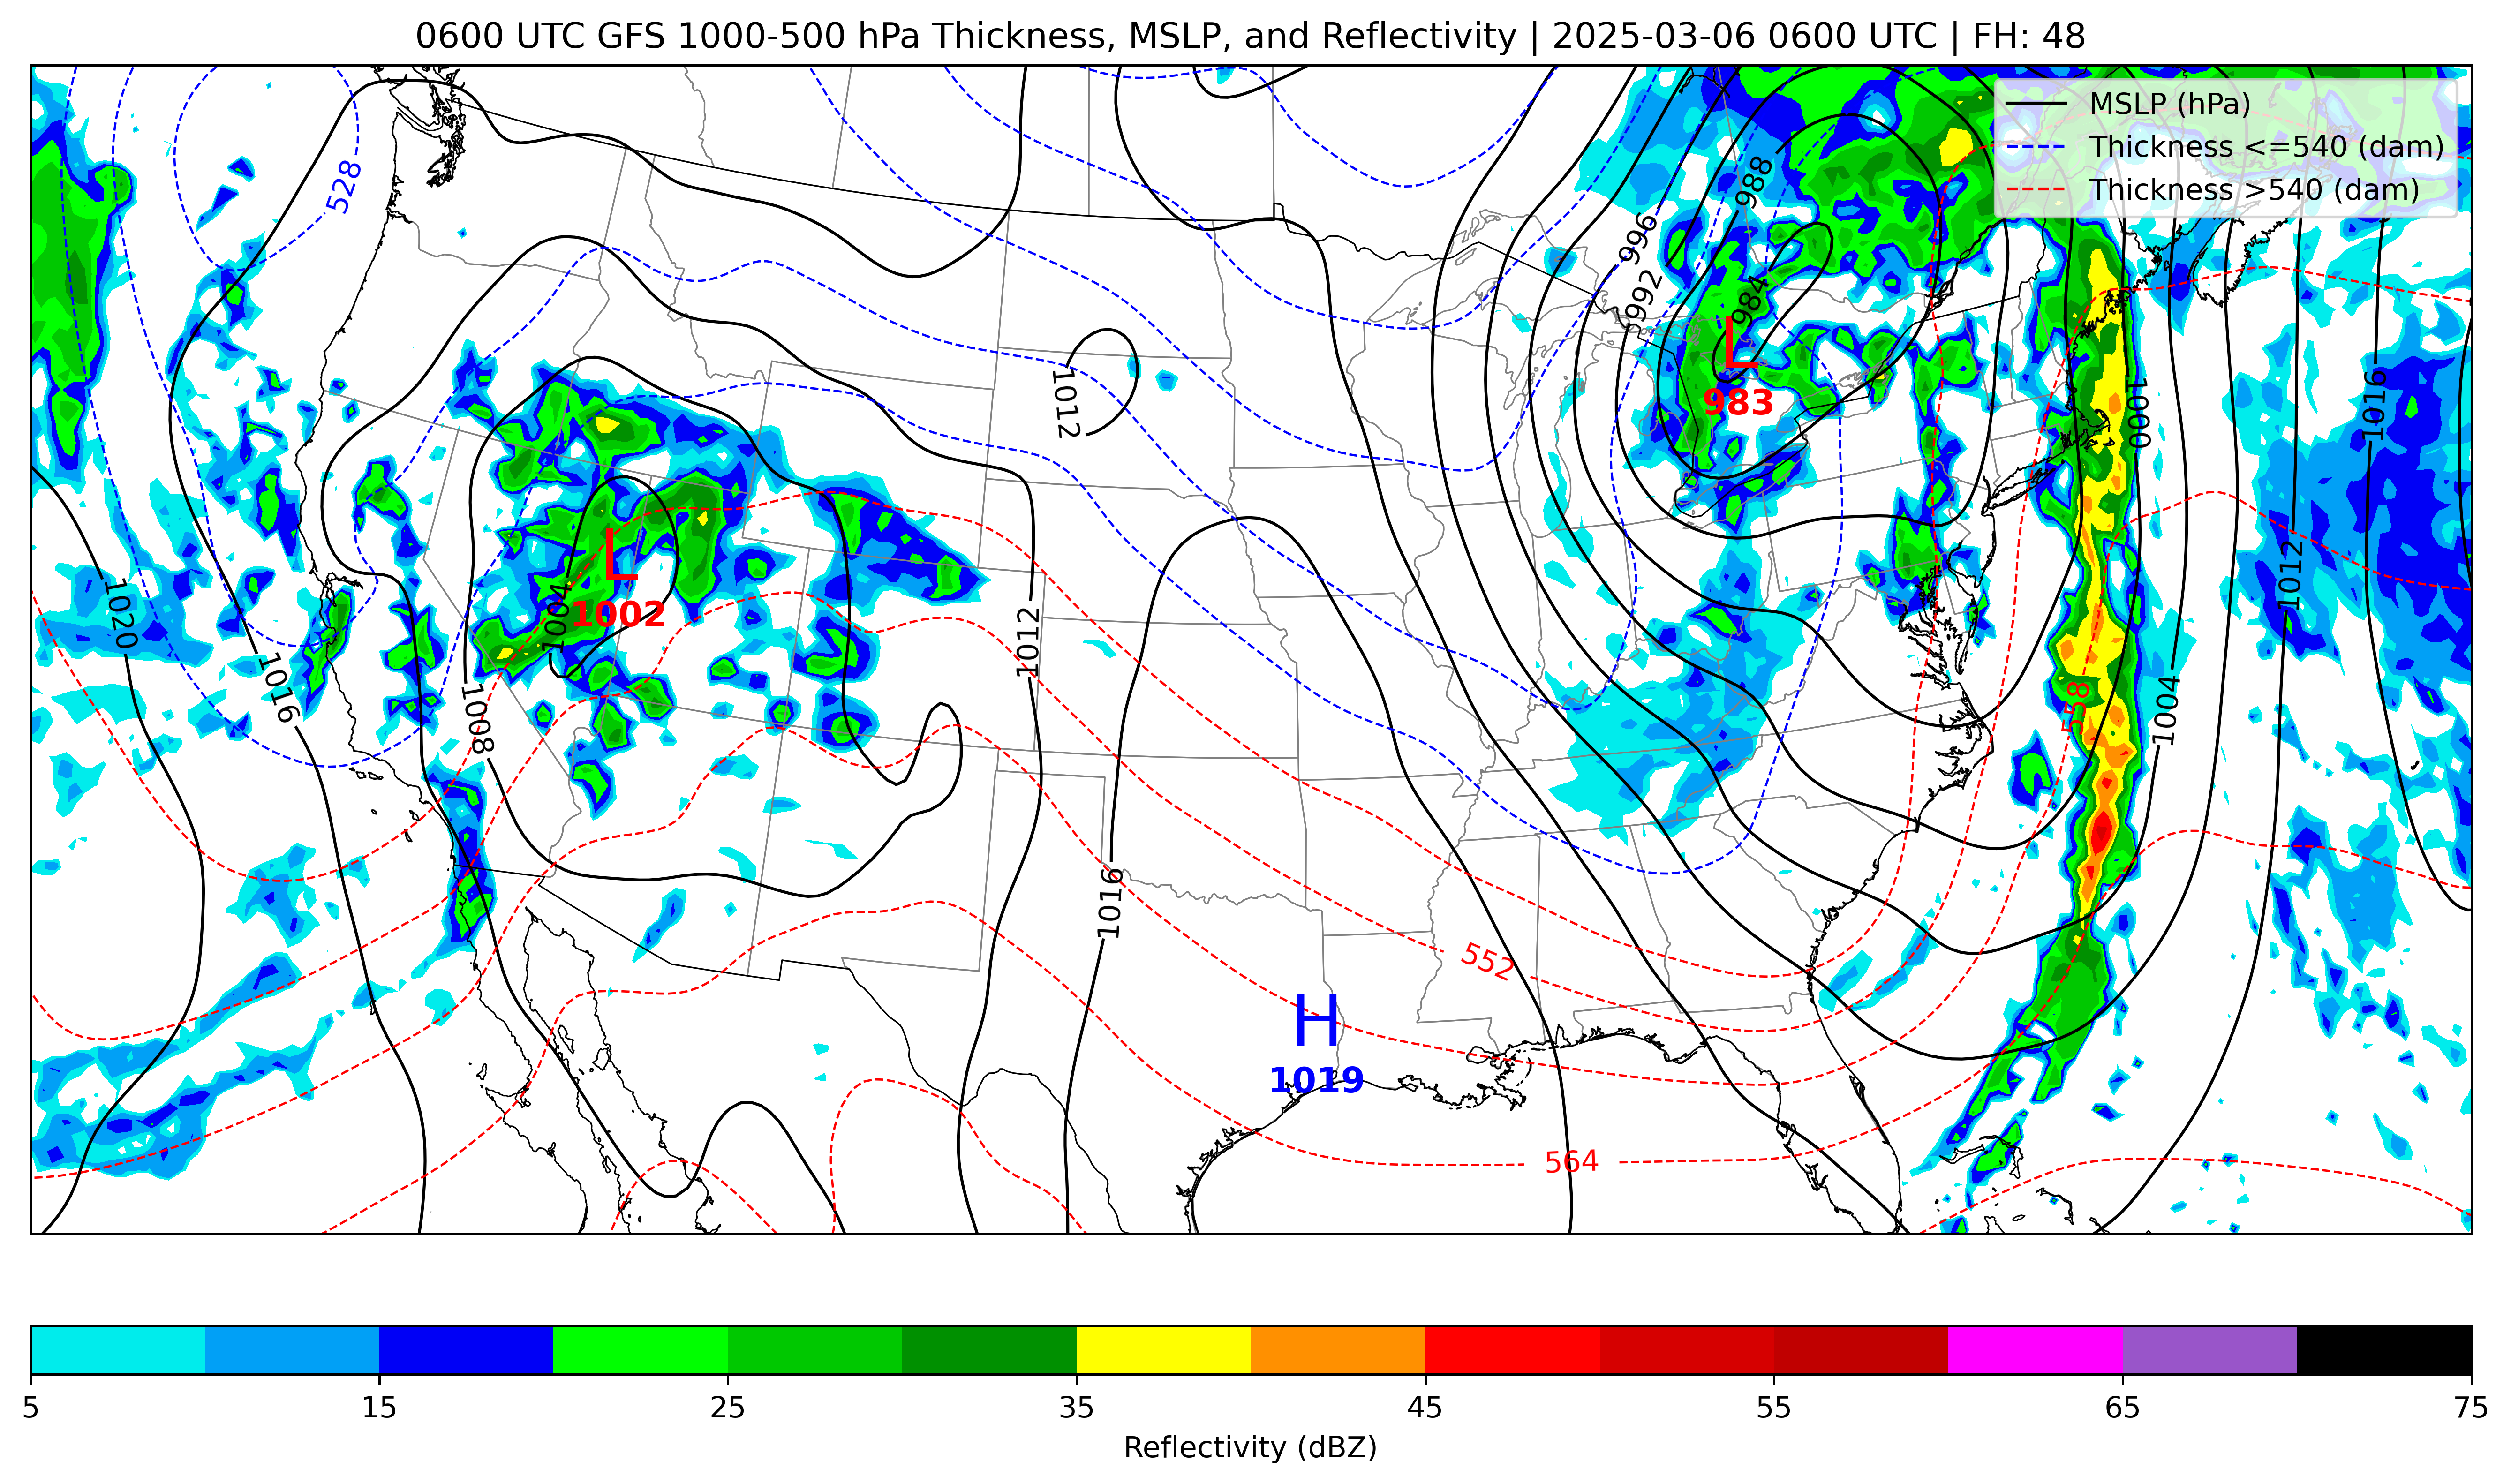 0600 UTC GFS 1000-500 hPa Thickness, MSLP, and Reflectivity | 2025-03-06 0600 UTC | FH: 48
MSLP (hPa)
Thickness <=540 (dam)
Thickness >540 (dam)
528
988
996
992
984
L
983
1012
1000
1016
L
1002
1004
1020
1016
1008
1012
1012
1004
558
1016
552
H
1019
564
5 15 25 35 45 55 65 75
Reflectivity (dBZ)